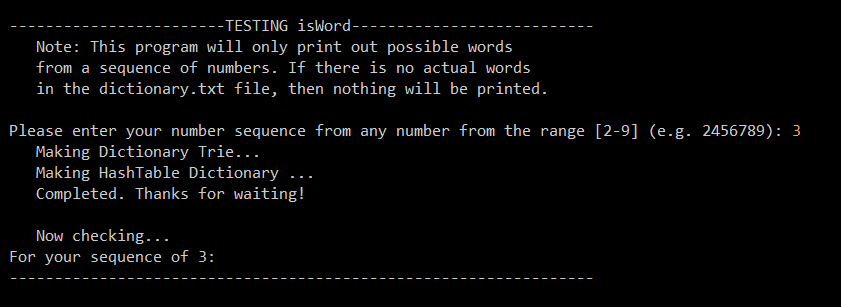 ------------------------TESTING isWord---------------------------
Note: This program will only print out possible words
from a sequence of numbers. If there is no actual words
in the dictionary.txt file, then nothing will be printed.
Please enter your number sequence from any number from the range [2-9] (e.g. 2456789): 3
Making Dictionary Trie...
Making HashTable Dictionary ...
Completed. Thanks for waiting!
Now checking...
For your sequence of 3:
-----------------------------------------------------------------